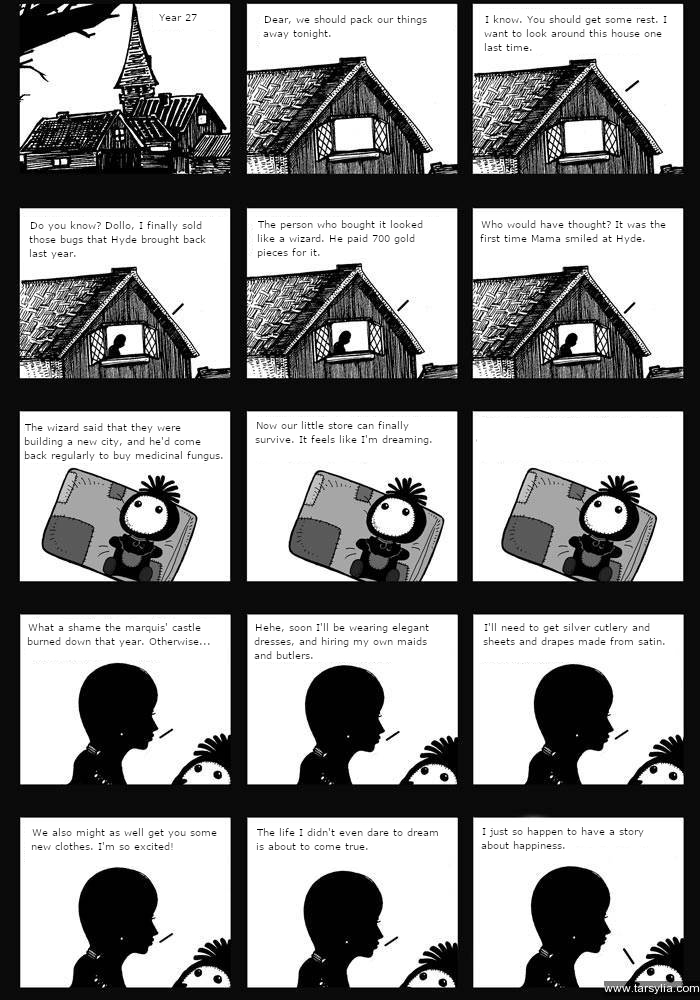 Year 27
Dear, we should pack our things
away tonight.
I know. You should get some rest. I
want to look around this house one
last time.
Do you know? Dollo, I finally sold
those bugs that Hyde brought back
last year.
The person who bought it looked
like a wizard. He paid 700 gold
pieces for it.
Who would have thought? It was the
first time Mama smiled at Hyde.
The wizard said that they were
building a new city, and he'd come
back regularly to buy medicinal fungus.
Now our little store can finally
survive. It feels like I'm dreaming.
What a shame the marquis' castle
burned down that year. Otherwise...
Hehe, soon I'll be wearing elegant
dresses, and hiring my own maids
and butlers.
I'll need to get silver cutlery and
sheets and drapes made from satin.
We also might as well get you some
new clothes. I'm so excited!
The life I didn't even dare to dream
is about to come true.
I just so happen to have a story
about happiness.
www.tarsylia.com